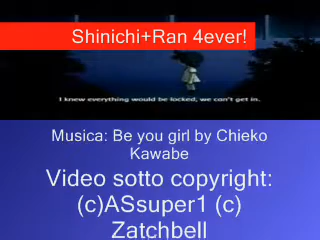 Shinichi+Ran 4ever!
I knew everything would be locked, we can't get in.
Musica: Be you girl by Chieko
Kawabe
Video sotto copyright:
(c)ASsuper1 (c)
Zatchbell